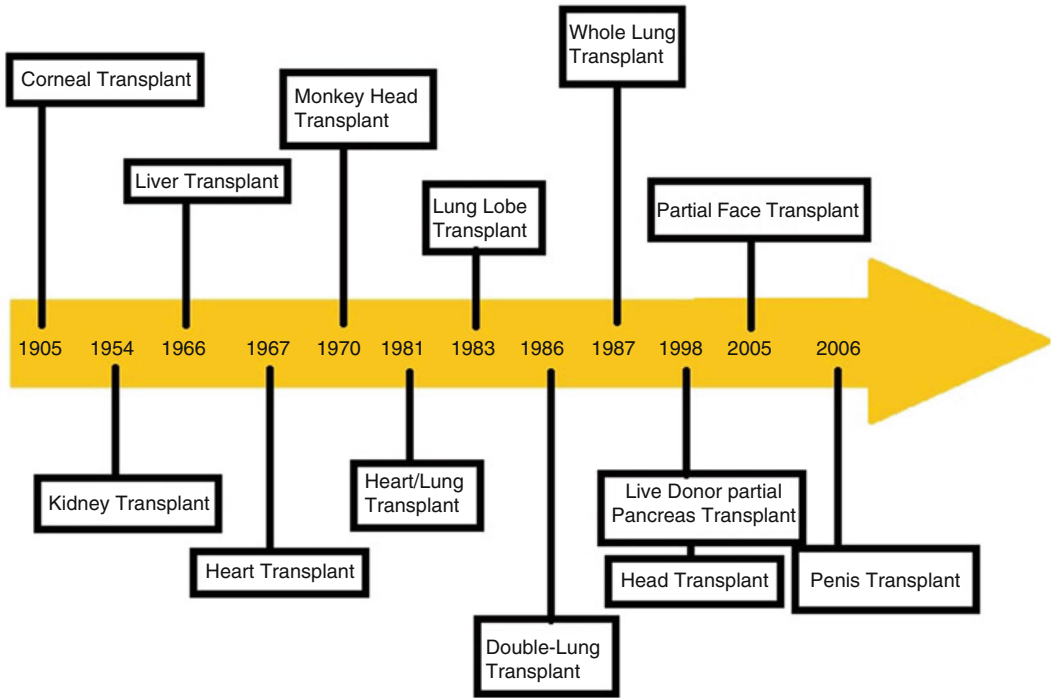 Whole Lung
Transplant
Corneal Transplant
Monkey Head
Transplant
Liver Transplant
Lung Lobe
Transplant
Partial Face Transplant
1905 1954 1966 1967 1970 1981 1983 1986 1987 1998 2005 2006
Kidney Transplant
Heart/Lung
Transplant
Live Donor partial
Pancreas Transplant
Heart Transplant
Head Transplant
Penis Transplant
Double-Lung
Transplant